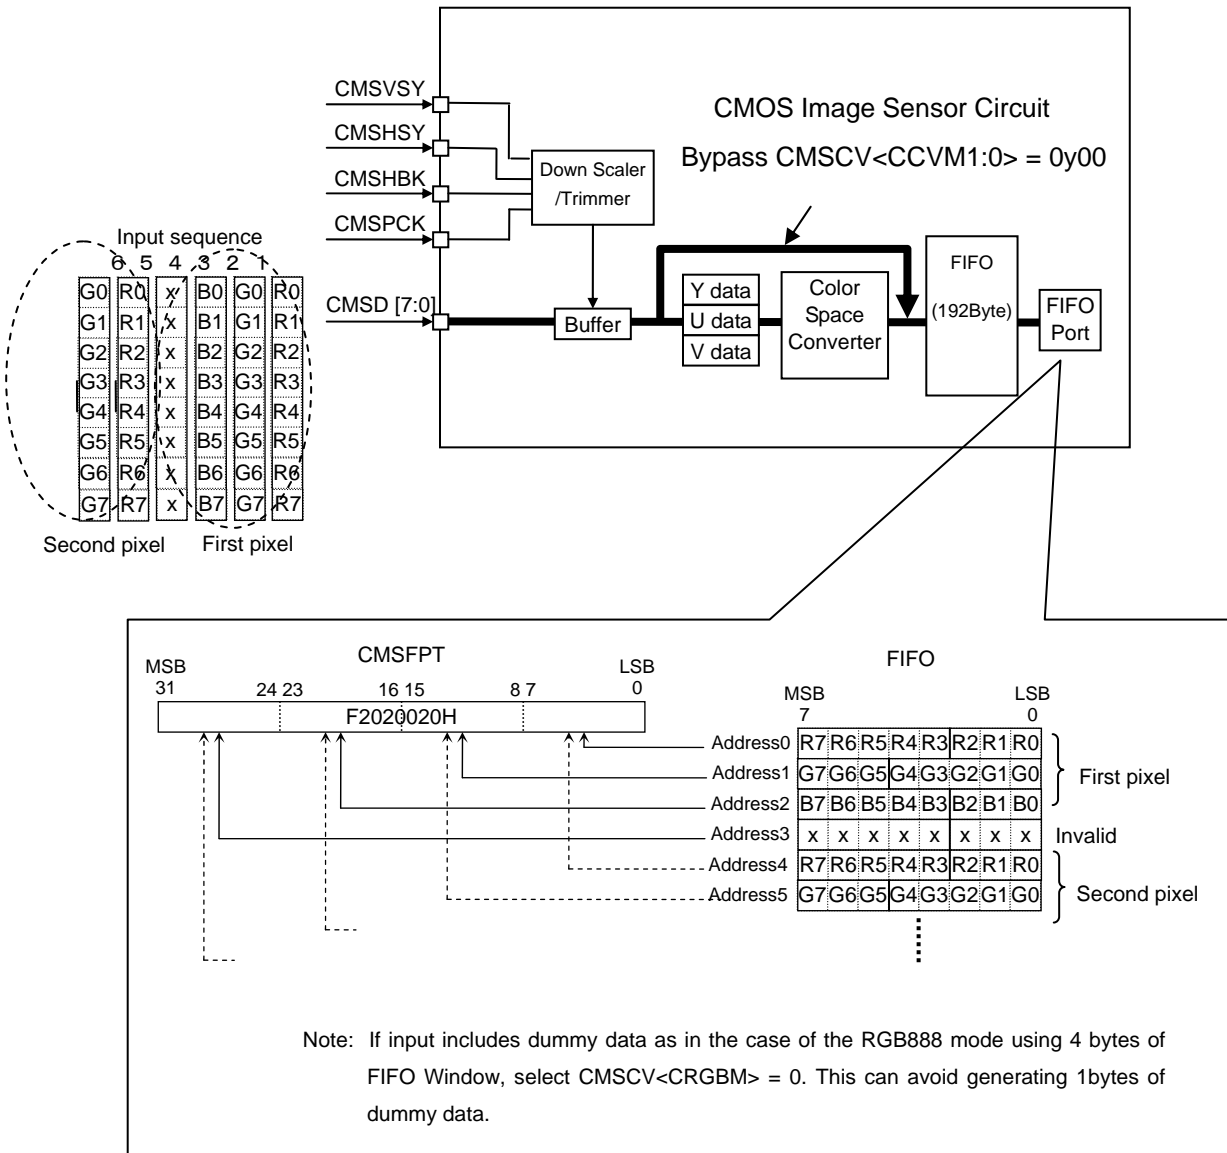 CMSVSY
CMSHSY
CMSHBK
CMSPCK
CMSD [7:0]
CMOS Image Sensor Circuit
Bypass CMSCV<CCVM1:0> = 0y00
Down Scaler
/Trimmer
Buffer
Y data
U data
V data
Color
Space
Converter
FIFO
(192Byte)
FIFO
Port
Input sequence
6 5 4 3 2 1
G0 R0 x B0 G0 R0
G1 R1 x B1 G1 R1
G2 R2 x B2 G2 R2
G3 R3 x B3 G3 R3
G4 R4 x B4 G4 R4
G5 R5 x B5 G5 R5
G6 R6 x B6 G6 R6
G7 R7 x B7 G7 R7
Second pixel First pixel
CMSFPT
MSB LSB
31 24 23 16 15 8 7 0
F2020020H
FIFO
MSB LSB
7 0
Address0 R7 R6 R5 R4 R3 R2 R1 R0
Address1 G7 G6 G5 G4 G3 G2 G1 G0
First pixel
Address2 B7 B6 B5 B4 B3 B2 B1 B0
Address3 x x x x x x x x Invalid
Address4 R7 R6 R5 R4 R3 R2 R1 R0
Address5 G7 G6 G5 G4 G3 G2 G1 G0
Second pixel
Note: If input includes dummy data as in the case of the RGB888 mode using 4 bytes of
FIFO Window, select CMSCV<CRGBM> = 0. This can avoid generating 1bytes of
dummy data.